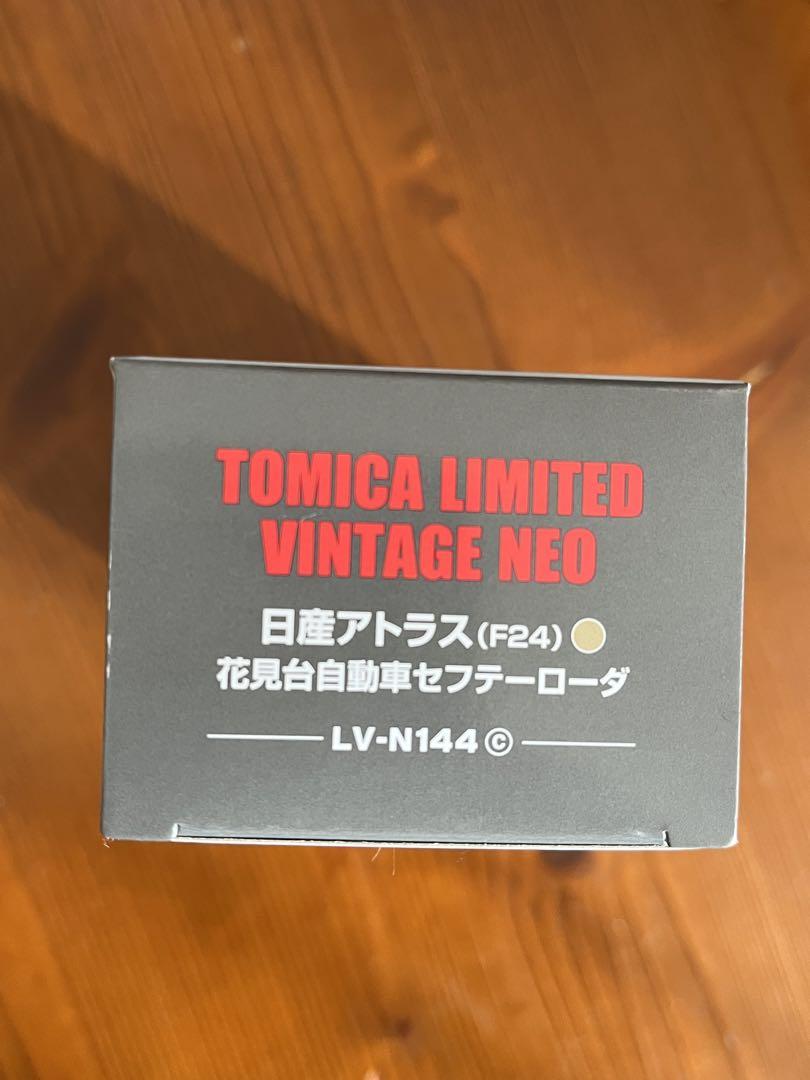 TOMICA LIMITED
VINTAGE NEO
日産アトラス(F24)
花見台自動車セフテーローダ
LV-N144ⓒ